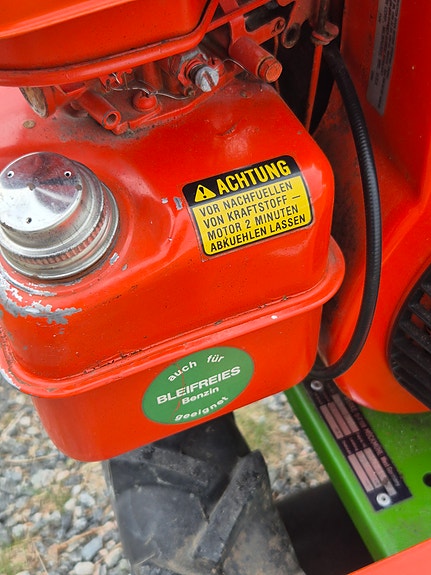 ACHTUNG
VOR NACHFUELLEN
VON KRAFTSTOFF —
MOTOR 2 MINUTEN
ABKUEHLEN LASSEN
auch für
BLEIFREIES
Benzin
geeignet